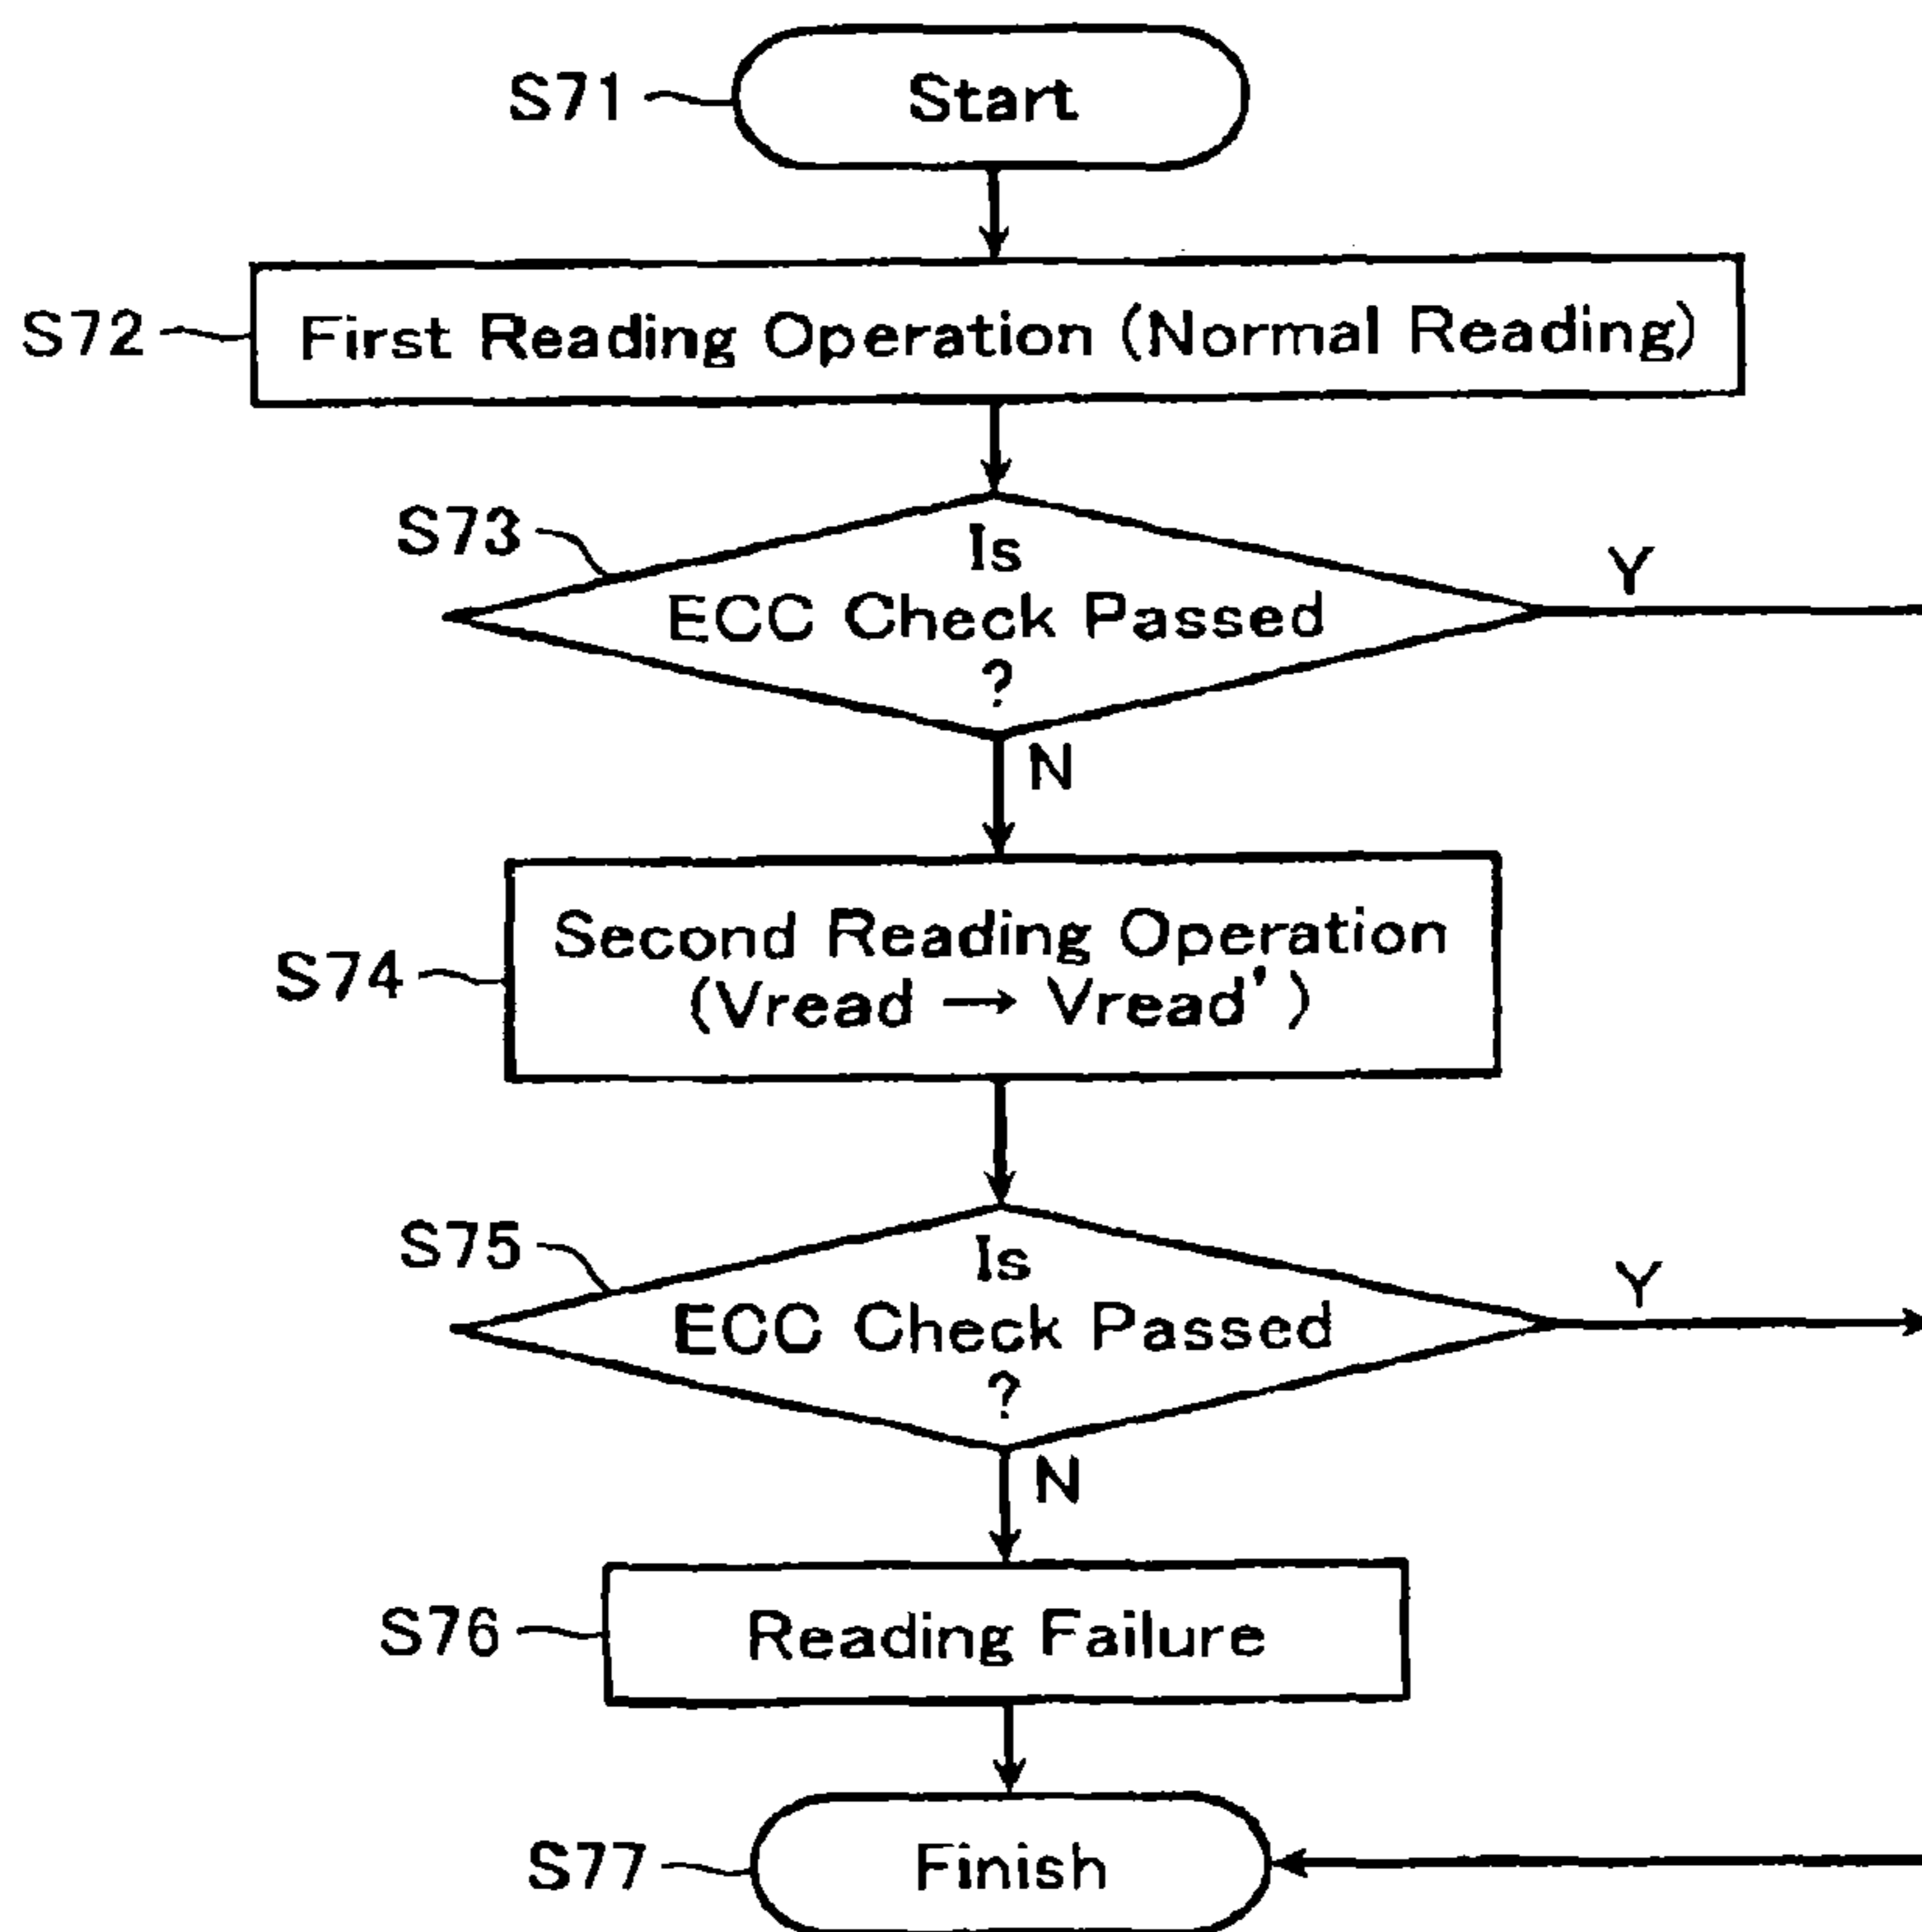 S71
Start
S72
First Reading Operation (Normal Reading)
S73
Is
ECC Check Passed
?
Y
N
S74
Second Reading Operation
(Vread → Vread')
S75
Is
ECC Check Passed
?
Y
N
S76
Reading Failure
S77
Finish